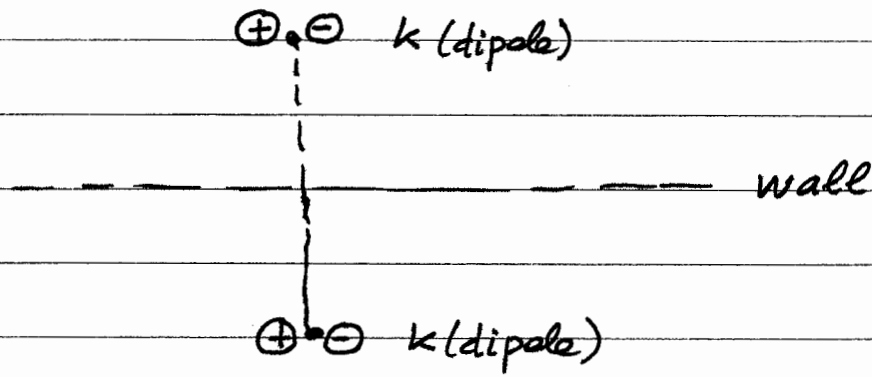 ⊕ ⊖ k (dipole)
wall
⊕ ⊖ k (dipole)